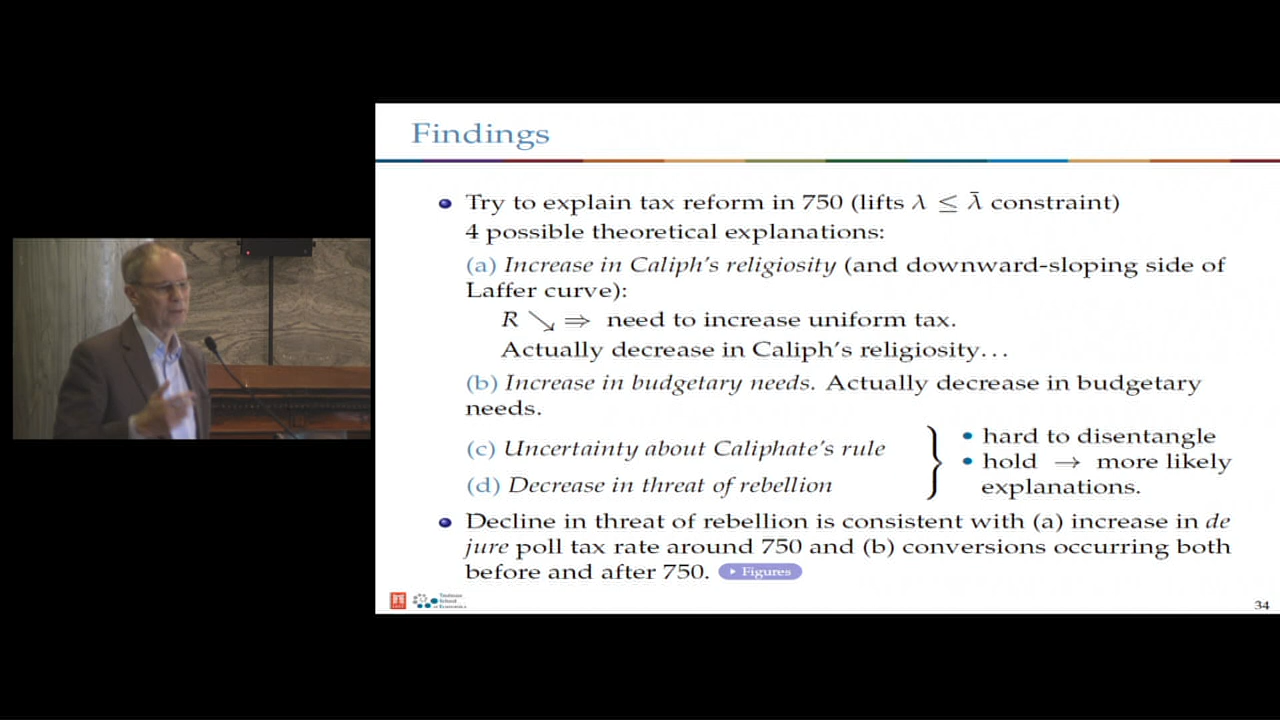 Findings
Try to explain tax reform in 750 (lifts λ ≤ λ̄ constraint)
4 possible theoretical explanations:
(a) Increase in Caliph's religiosity (and downward-sloping side of
Laffer curve):
R ↘ ⇒ need to increase uniform tax.
Actually decrease in Caliph's religiosity...
(b) Increase in budgetary needs. Actually decrease in budgetary
needs.
(c) Uncertainty about Caliphate's rule
(d) Decrease in threat of rebellion
• hard to disentangle
• hold → more likely
explanations.
Decline in threat of rebellion is consistent with (a) increase in de
jure poll tax rate around 750 and (b) conversions occurring both
before and after 750. Figures
Toulouse
School
of Economics
34